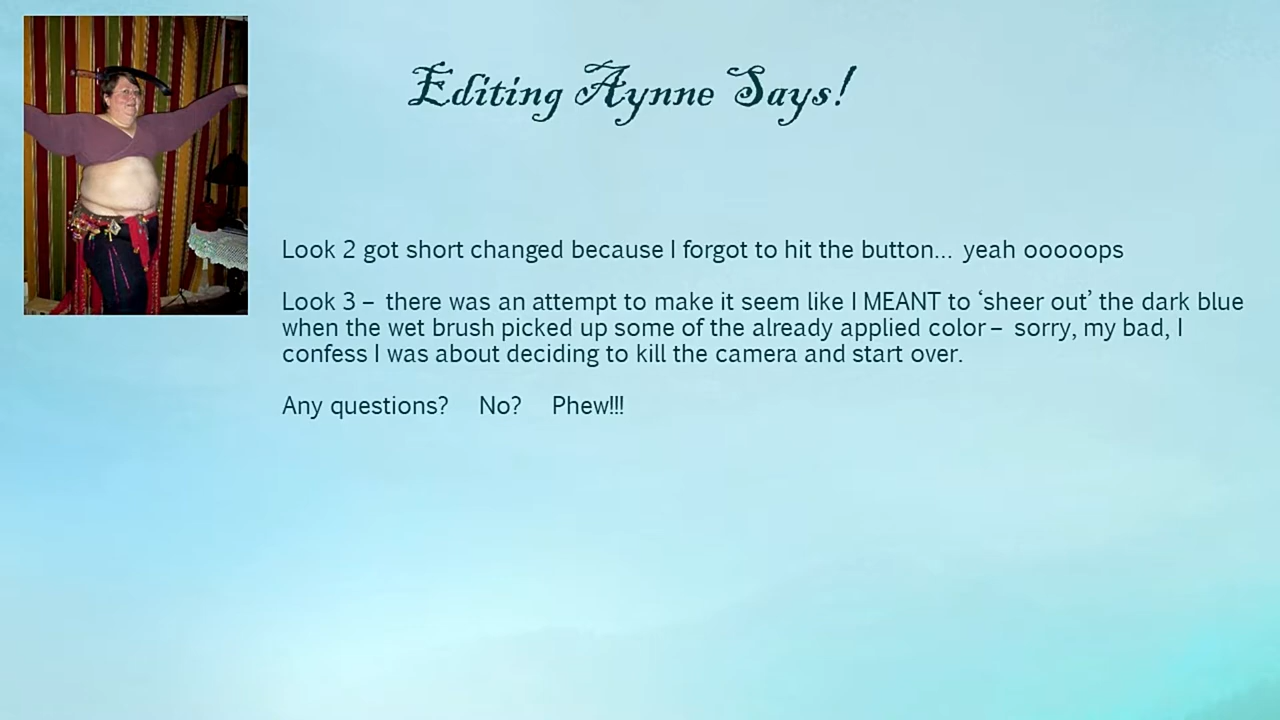 Editing Aynne Says!
Look 2 got short changed because I forgot to hit the button... yeah ooooops
Look 3 – there was an attempt to make it seem like I MEANT to ‘sheer out’ the dark blue
when the wet brush picked up some of the already applied color – sorry, my bad, I
confess I was about deciding to kill the camera and start over.
Any questions? No? Phew!!!